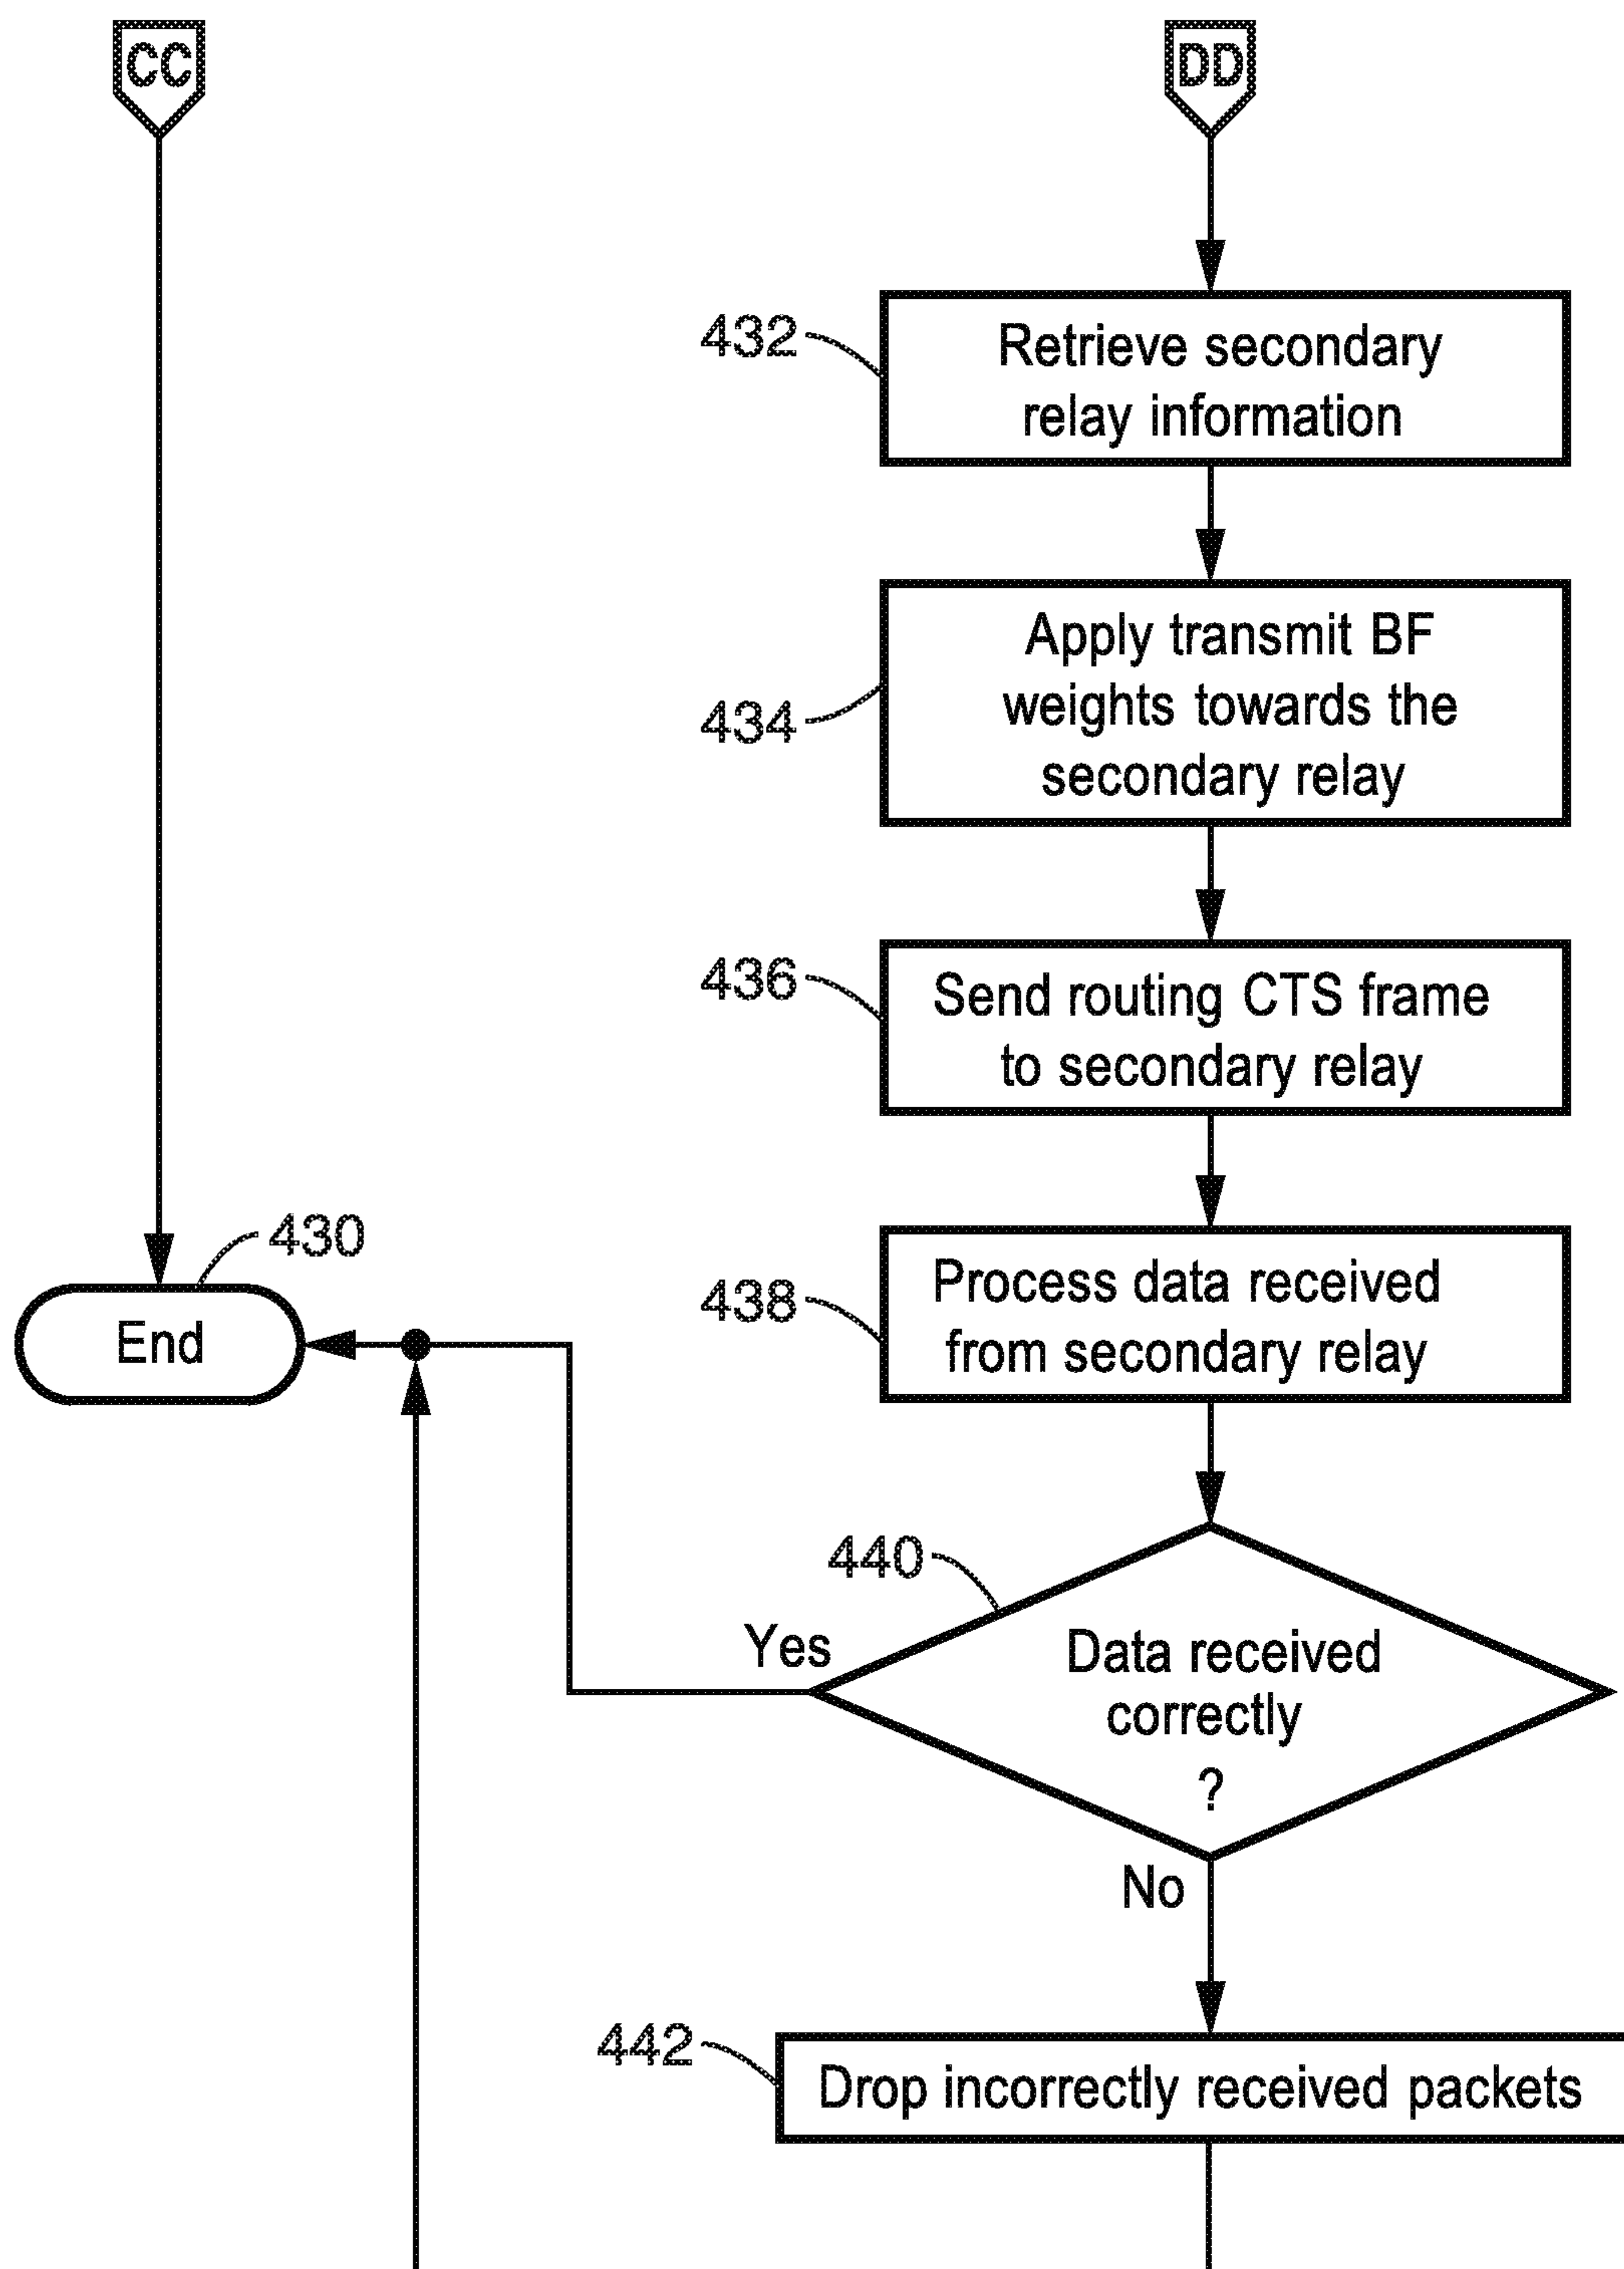 CC
DD
432
Retrieve secondary
relay information
434
Apply transmit BF
weights towards the
secondary relay
436
Send routing CTS frame
to secondary relay
430
End
438
Process data received
from secondary relay
440
Yes
Data received
correctly
?
No
442
Drop incorrectly received packets